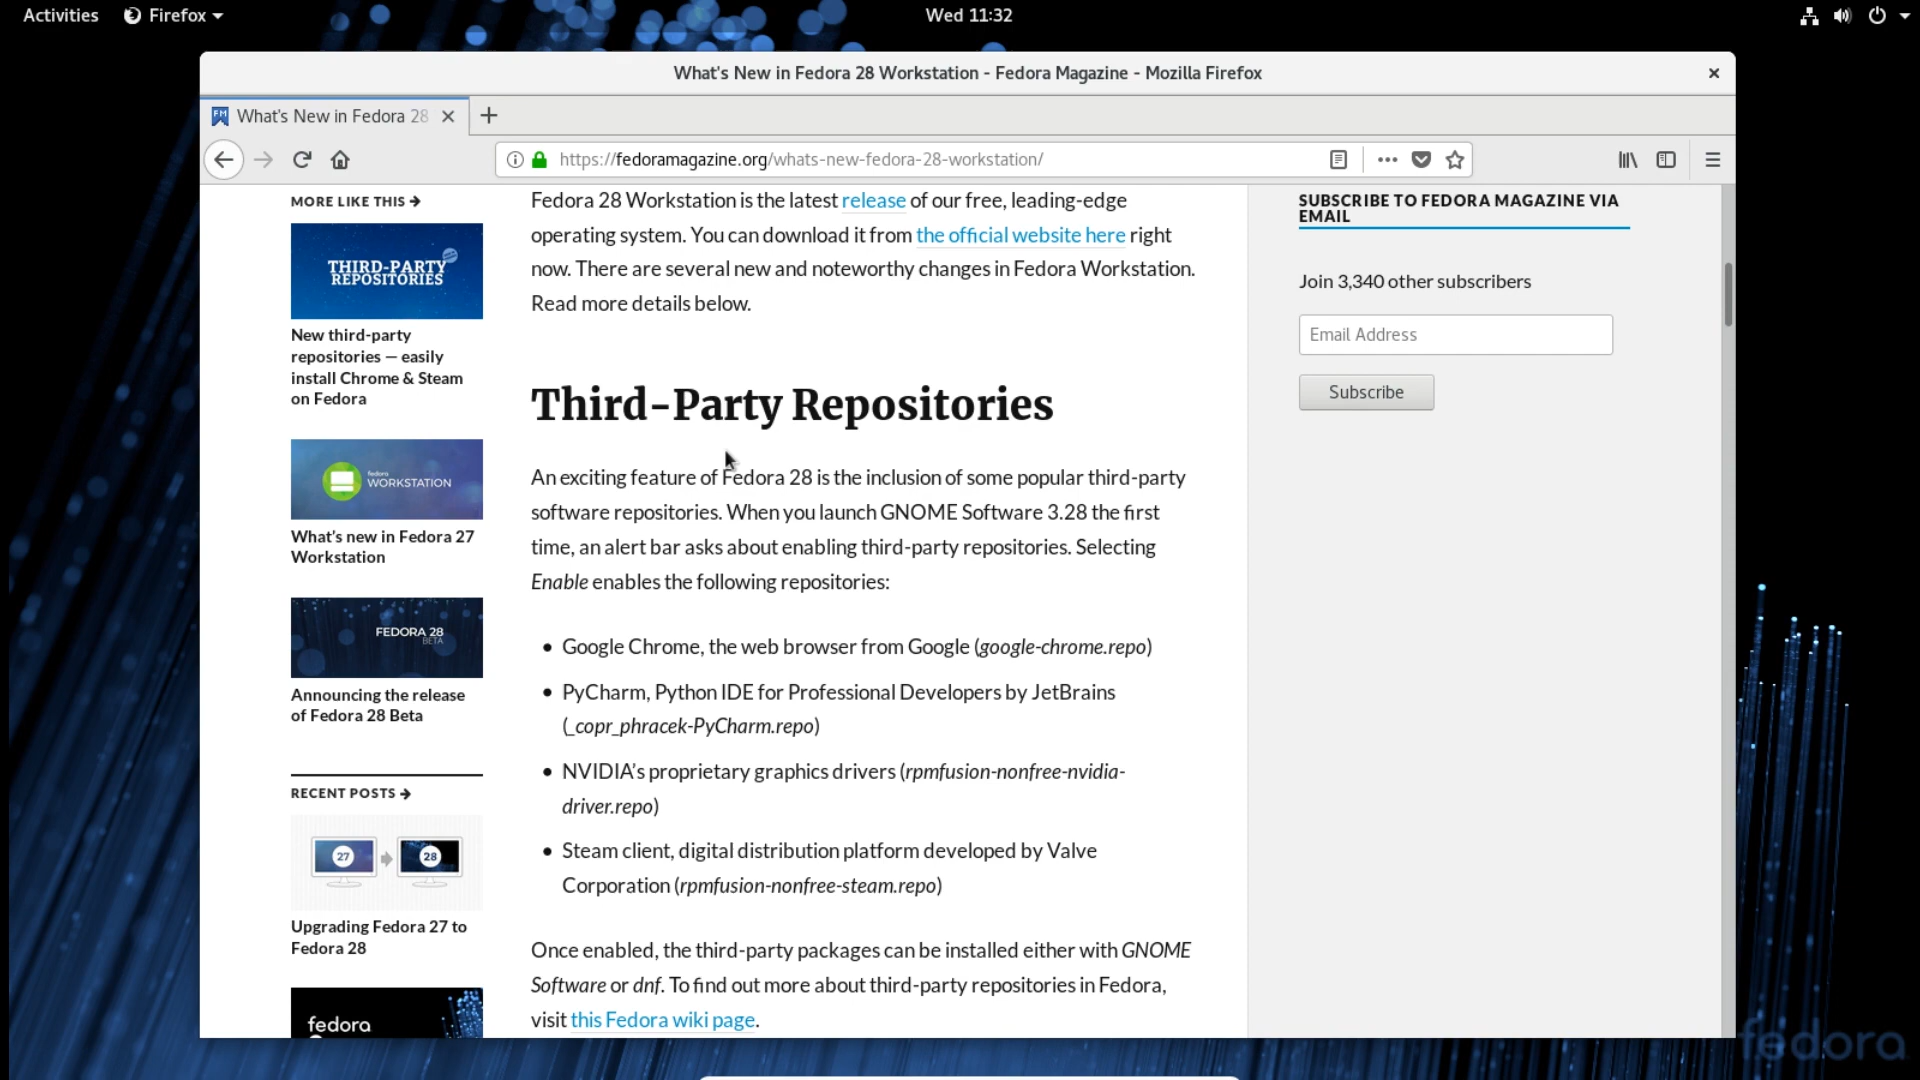 Activities Firefox Wed 11:32
What's New in Fedora 28 Workstation - Fedora Magazine - Mozilla Firefox
What's New in Fedora 28
https://fedoramagazine.org/whats-new-fedora-28-workstation/
MORE LIKE THIS
THIRD-PARTY
REPOSITORIES
New third-party
repositories — easily
install Chrome & Steam
on Fedora
fedora
WORKSTATION
What's new in Fedora 27
Workstation
FEDORA 28
BETA
Announcing the release
of Fedora 28 Beta
RECENT POSTS
27 28
Upgrading Fedora 27 to
Fedora 28
fedora
Fedora 28 Workstation is the latest release of our free, leading-edge
operating system. You can download it from the official website here right
now. There are several new and noteworthy changes in Fedora Workstation.
Read more details below.
Third-Party Repositories
An exciting feature of Fedora 28 is the inclusion of some popular third-party
software repositories. When you launch GNOME Software 3.28 the first
time, an alert bar asks about enabling third-party repositories. Selecting
Enable enables the following repositories:
• Google Chrome, the web browser from Google (google-chrome.repo)
• PyCharm, Python IDE for Professional Developers by JetBrains
(_copr_phracek-PyCharm.repo)
• NVIDIA’s proprietary graphics drivers (rpmfusion-nonfree-nvidia-
driver.repo)
• Steam client, digital distribution platform developed by Valve
Corporation (rpmfusion-nonfree-steam.repo)
Once enabled, the third-party packages can be installed either with GNOME
Software or dnf. To find out more about third-party repositories in Fedora,
visit this Fedora wiki page.
SUBSCRIBE TO FEDORA MAGAZINE VIA
EMAIL
Join 3,340 other subscribers
Email Address
Subscribe
fedora